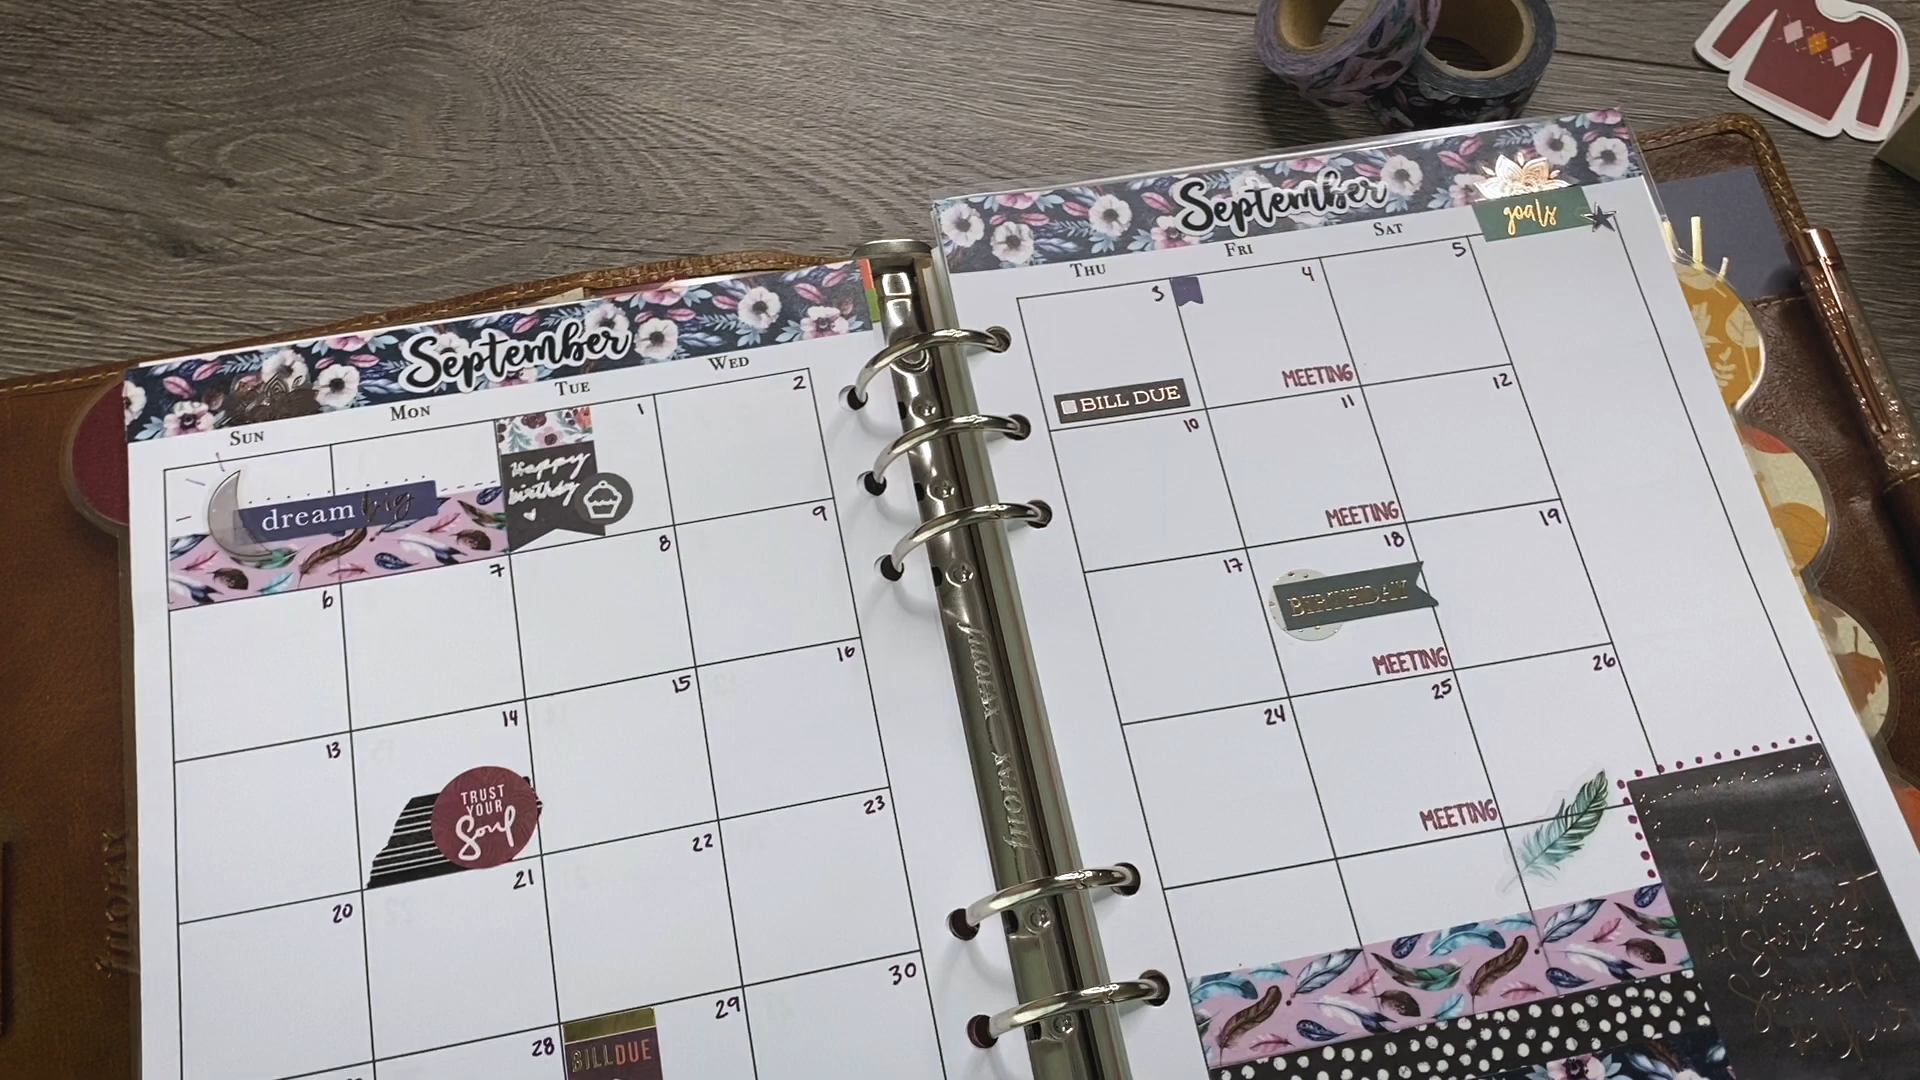 September
SUN
MON
TUE
WED
1
2
dream big
Happy
birthday
6
7
8
9
13
14
15
16
TRUST
YOUR
Soul
20
21
22
23
28
29
30
BILL DUE
FILOFAX
FILOFAX
FILOFAX
September
goals
THU
FRI
SAT
3
4
5
BILL DUE
MEETING
10
11
12
MEETING
17
18
19
BIRTHDAY
MEETING
24
25
26
MEETING